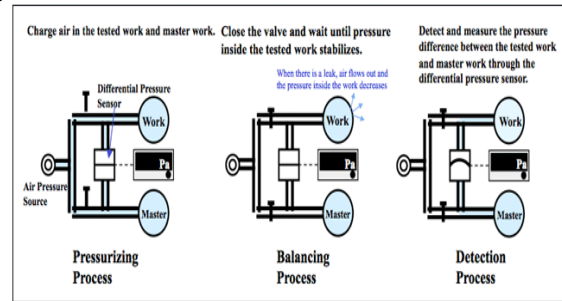 Charge air in the tested work and master work.
Close the valve and wait until pressure
inside the tested work stabilizes.
Detect and measure the pressure
difference between the tested work
and master work through the
differential pressure sensor.
When there is a leak, air flows out and
the pressure inside the work decreases
Differential Pressure
Sensor
Work
Pa
Air Pressure
Source
Master
Work
Pa
Master
Work
Pa
Master
Pressurizing
Process
Balancing
Process
Detection
Process